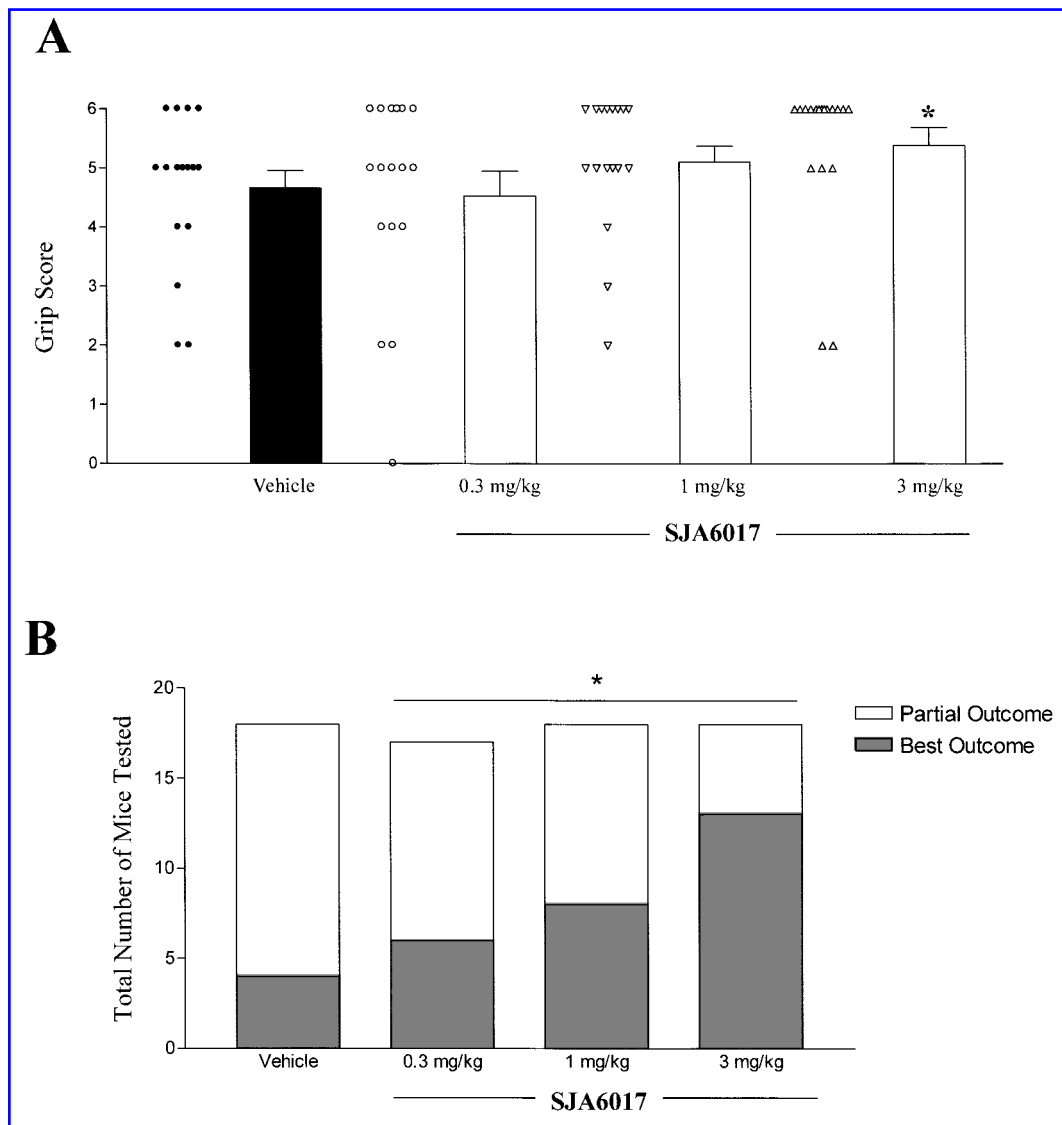 A
6
5
4
3
2
1
0
Grip Score
*
Vehicle
0.3 mg/kg
1 mg/kg
3 mg/kg
SJA6017
B
20
15
10
5
0
Total Number of Mice Tested
*
Partial Outcome
Best Outcome
Vehicle
0.3 mg/kg
1 mg/kg
3 mg/kg
SJA6017